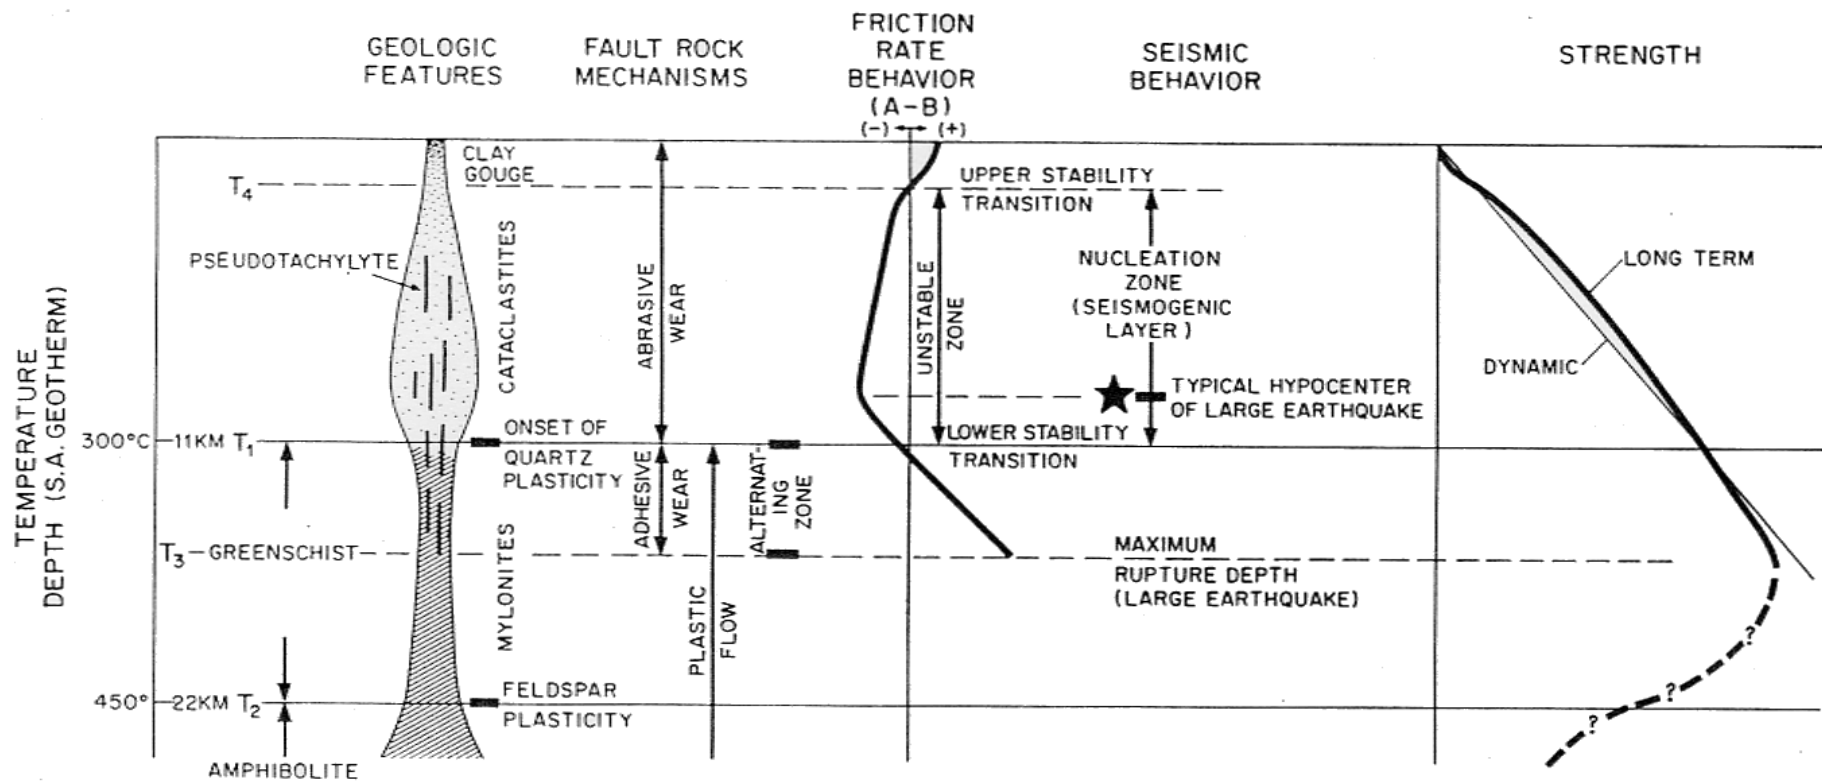 GEOLOGIC
FEATURES
FAULT ROCK
MECHANISMS
FRICTION
RATE
BEHAVIOR
(A-B)
(-) (+)
SEISMIC
BEHAVIOR
STRENGTH
TEMPERATURE
DEPTH (S.A. GEOTHERM)
CLAY
GOUGE
T4
PSEUDOTACHYLYTE
CATACLASTITES
ABRASIVE
WEAR
UNSTABLE
ZONE
UPPER STABILITY
TRANSITION
NUCLEATION
ZONE
(SEISMOGENIC
LAYER)
TYPICAL HYPOCENTER
OF LARGE EARTHQUAKE
LONG TERM
DYNAMIC
300°C 11KM T1
ONSET OF
QUARTZ
PLASTICITY
LOWER STABILITY
TRANSITION
ADHESIVE
WEAR
ALTERNAT-
ING
ZONE
T3 GREENSCHIST
MYLONITES
PLASTIC
FLOW
MAXIMUM
RUPTURE DEPTH
(LARGE EARTHQUAKE)
?
?
?
450° 22KM T2
FELDSPAR
PLASTICITY
AMPHIBOLITE